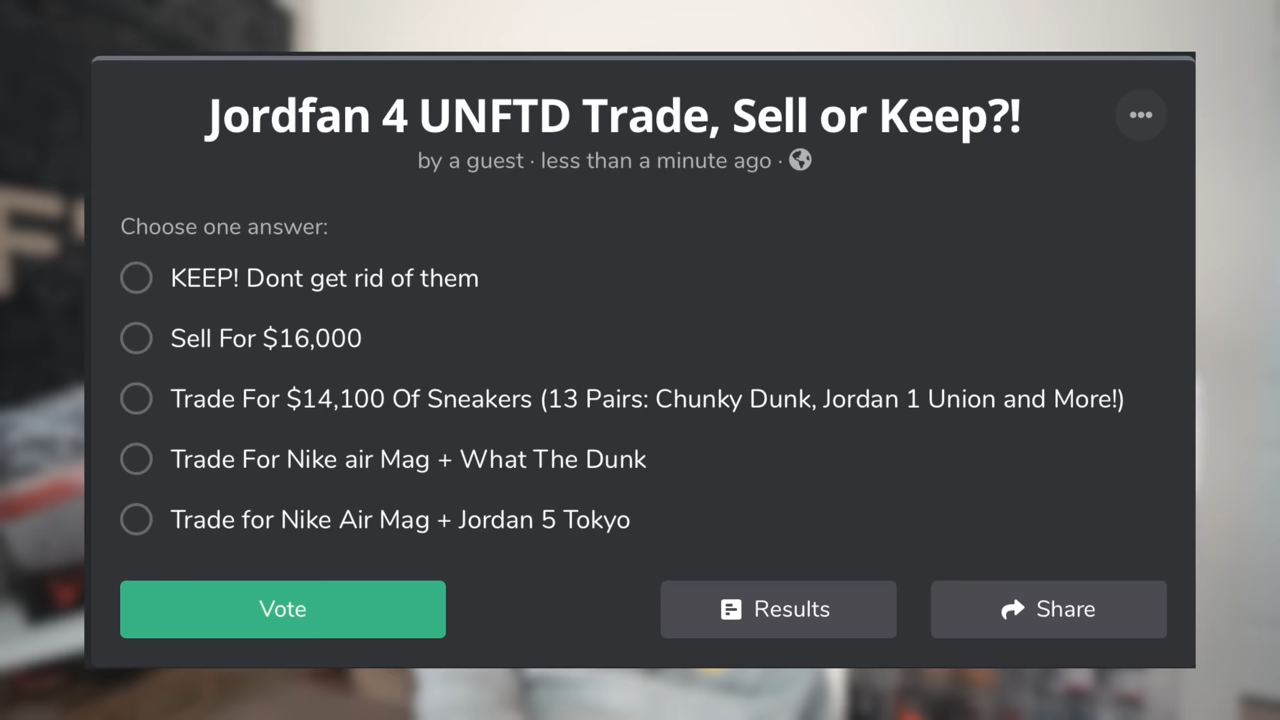 Jordfan 4 UNFTD Trade, Sell or Keep?!
by a guest · less than a minute ago ·
Choose one answer:
KEEP! Dont get rid of them
Sell For $16,000
Trade For $14,100 Of Sneakers (13 Pairs: Chunky Dunk, Jordan 1 Union and More!)
Trade For Nike air Mag + What The Dunk
Trade for Nike Air Mag + Jordan 5 Tokyo
Vote
Results
Share